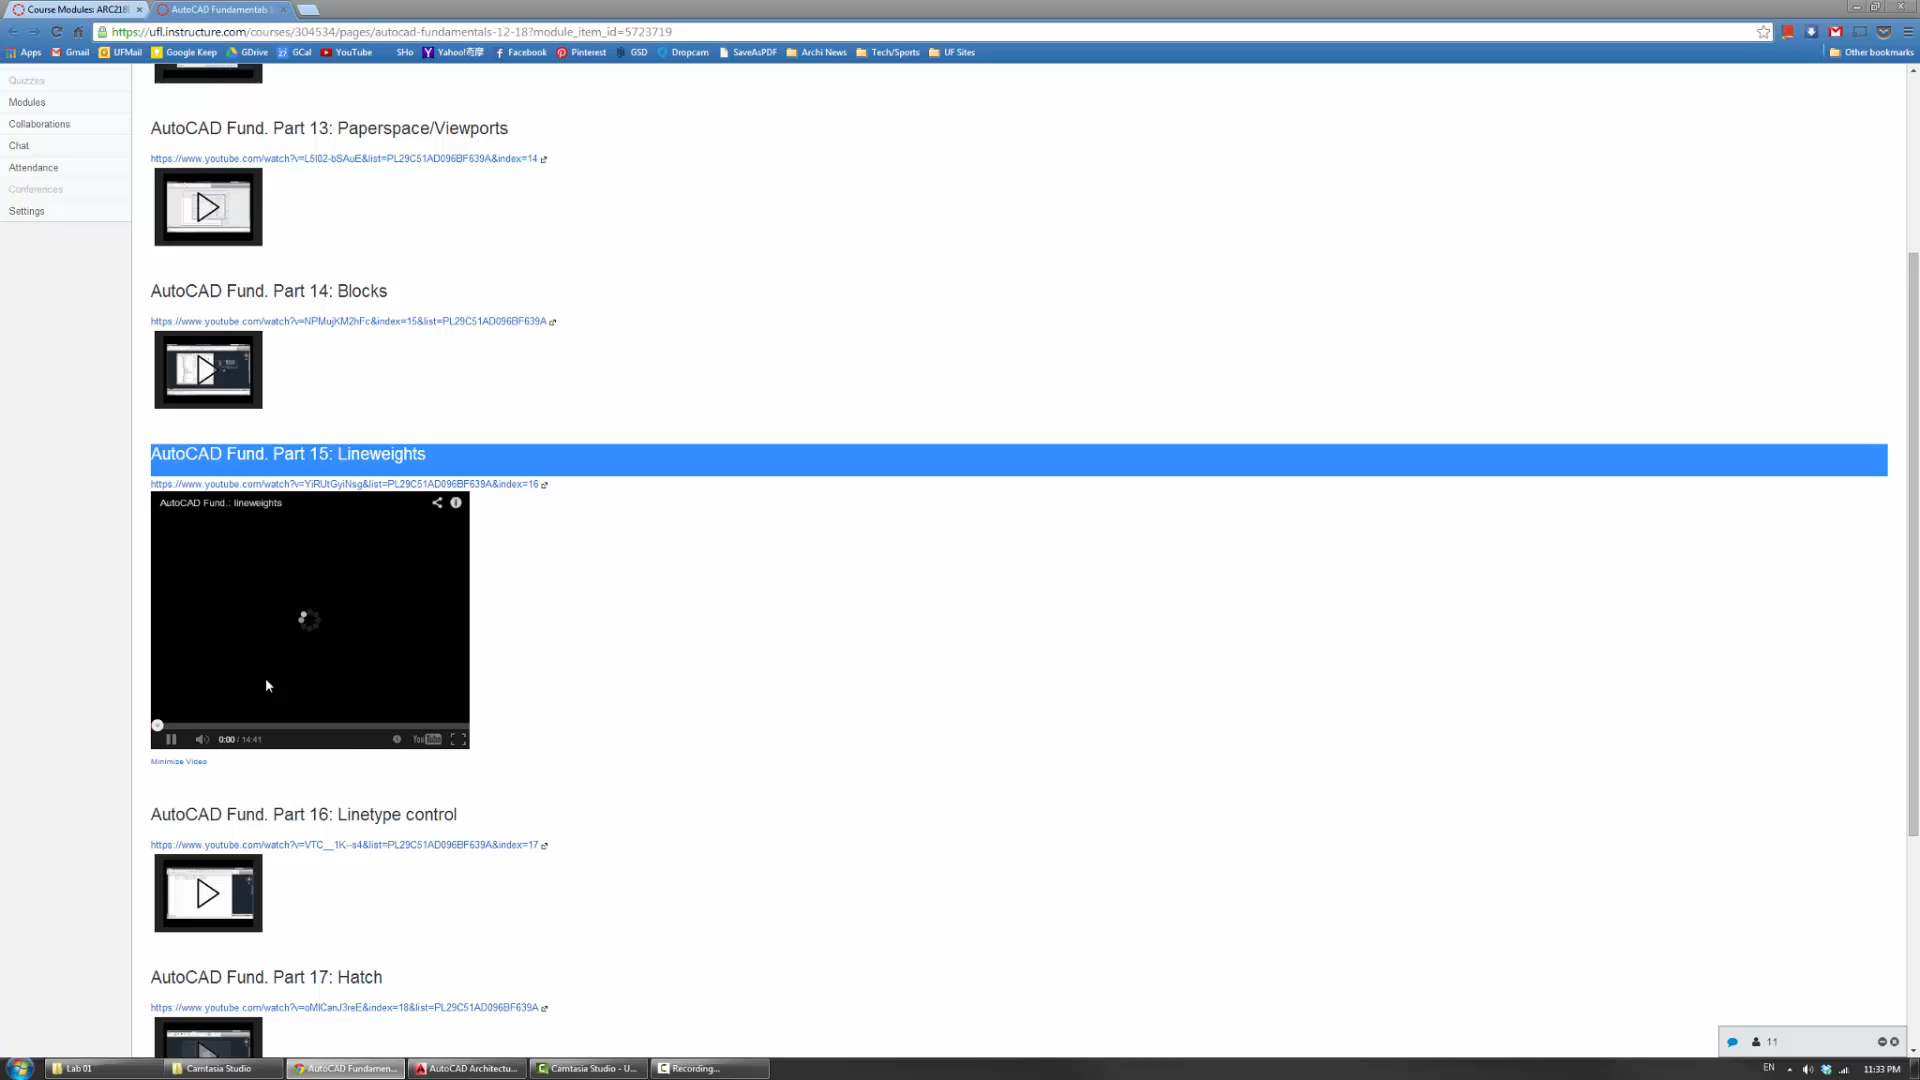 Course Modules: ARC218
AutoCAD Fundamentals
https://ufl.instructure.com/courses/304534/pages/autocad-fundamentals-12-18?module_item_id=5723719
Apps Gmail UFMail Google Keep GDrive GCal YouTube SHo Yahoo!奇摩 Facebook Pinterest GSD Dropcam SaveAsPDF Archi News Tech/Sports UF Sites Other bookmarks
Quizzes
Modules
Collaborations
Chat
Attendance
Conferences
Settings
AutoCAD Fund. Part 13: Paperspace/Viewports
https://www.youtube.com/watch?v=L5I02-bSAuE&list=PL29C51AD096BF639A&index=14
AutoCAD Fund. Part 14: Blocks
https://www.youtube.com/watch?v=NPMujKM2hFc&index=15&list=PL29C51AD096BF639A
AutoCAD Fund. Part 15: Lineweights
https://www.youtube.com/watch?v=YiRUtGyiNsg&list=PL29C51AD096BF639A&index=16
AutoCAD Fund.: lineweights
0:00 / 14:41
YouTube
Minimize Video
AutoCAD Fund. Part 16: Linetype control
https://www.youtube.com/watch?v=VTC__1K--s4&list=PL29C51AD096BF639A&index=17
AutoCAD Fund. Part 17: Hatch
https://www.youtube.com/watch?v=oMlCanJ3reE&index=18&list=PL29C51AD096BF639A
11
Lab 01
Camtasia Studio
AutoCAD Fundamen...
AutoCAD Architectu...
Camtasia Studio - U...
Recording...
EN
11:33 PM